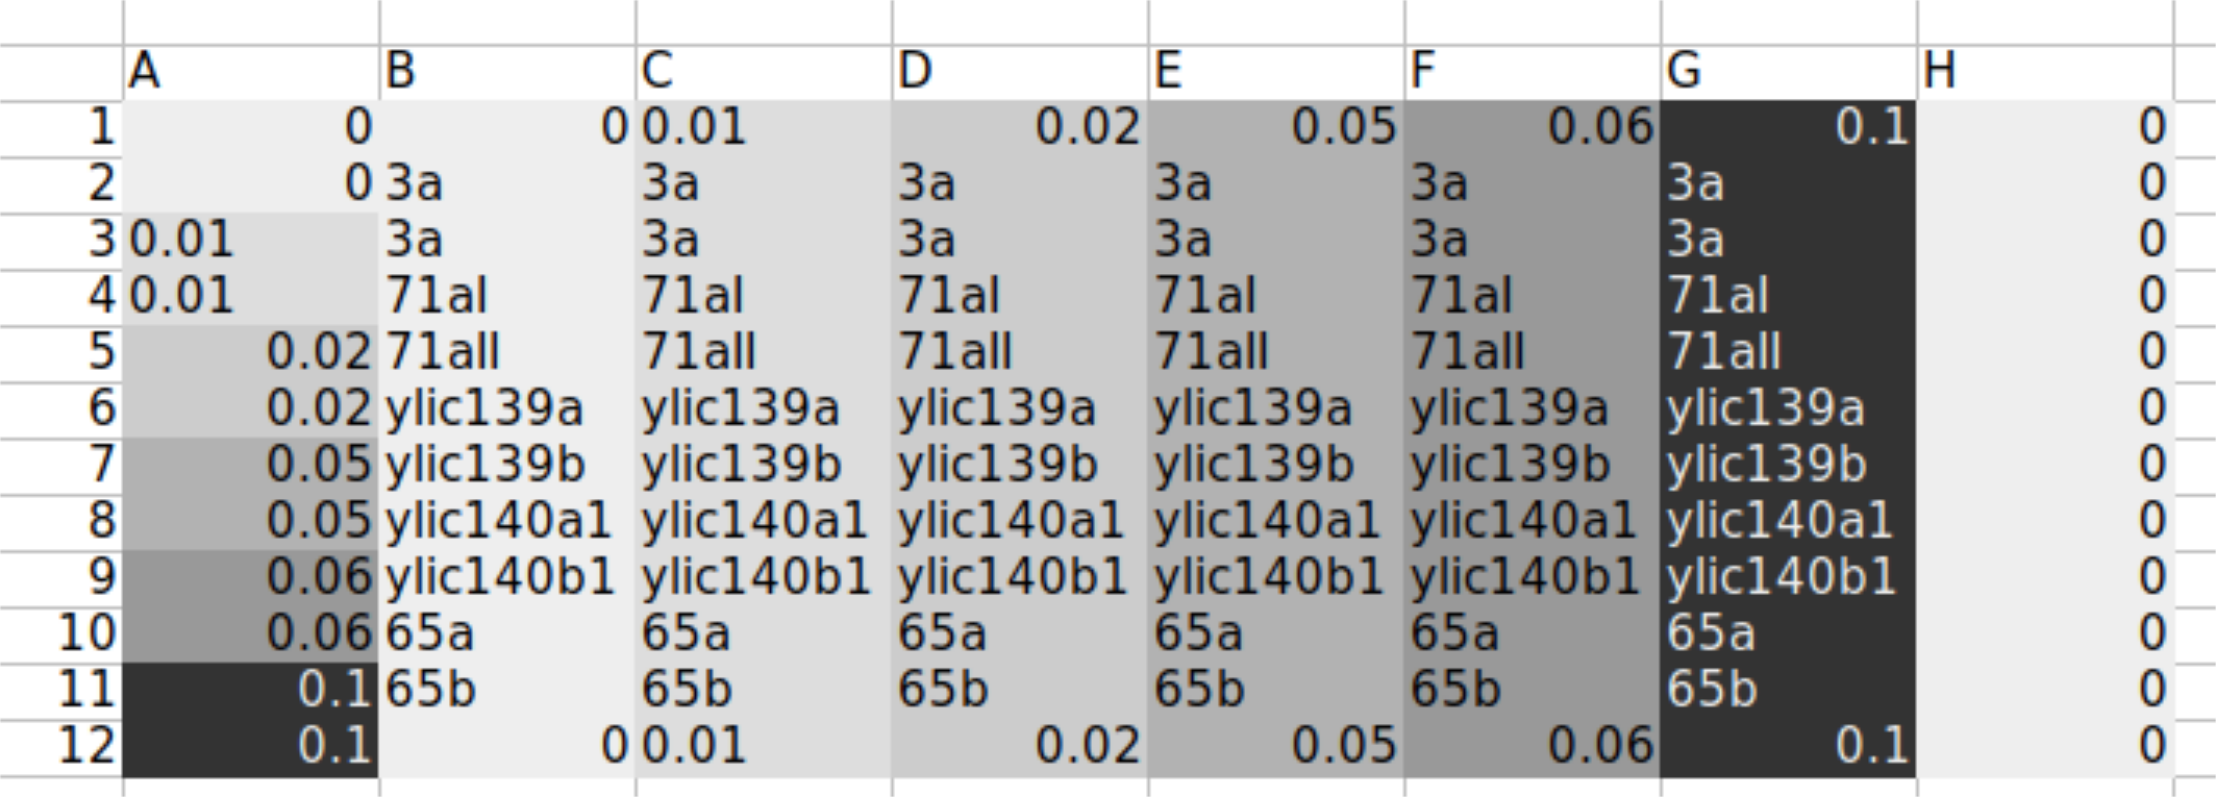 A B C D E F G H
1 0 0 0.01 0.02 0.05 0.06 0.1 0
2 0 3a 3a 3a 3a 3a 3a 0
3 0.01 3a 3a 3a 3a 3a 3a 0
4 0.01 71al 71al 71al 71al 71al 71al 0
5 0.02 71all 71all 71all 71all 71all 71all 0
6 0.02 ylic139a ylic139a ylic139a ylic139a ylic139a ylic139a 0
7 0.05 ylic139b ylic139b ylic139b ylic139b ylic139b ylic139b 0
8 0.05 ylic140a1 ylic140a1 ylic140a1 ylic140a1 ylic140a1 ylic140a1 0
9 0.06 ylic140b1 ylic140b1 ylic140b1 ylic140b1 ylic140b1 ylic140b1 0
10 0.06 65a 65a 65a 65a 65a 65a 0
11 0.1 65b 65b 65b 65b 65b 65b 0
12 0.1 0 0.01 0.02 0.05 0.06 0.1 0